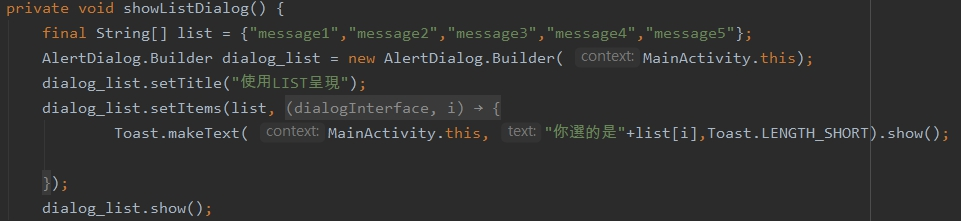 private void showListDialog() {
final String[] list = {"message1","message2","message3","message4","message5"};
AlertDialog.Builder dialog_list = new AlertDialog.Builder( context: MainActivity.this);
dialog_list.setTitle("使用LIST呈現");
dialog_list.setItems(list, (dialogInterface, i) → {
Toast.makeText( context: MainActivity.this, text: "你選的是"+list[i],Toast.LENGTH_SHORT).show();
});
dialog_list.show();